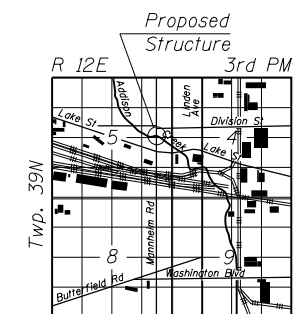 Proposed
Structure
R 12E
3rd PM
Addison
Linden
Ave
Lake St
Division St
5
Creek
4
Lake St
Twp. 39N
Mannheim Rd
8
9
Washington Blvd
Butterfield Rd